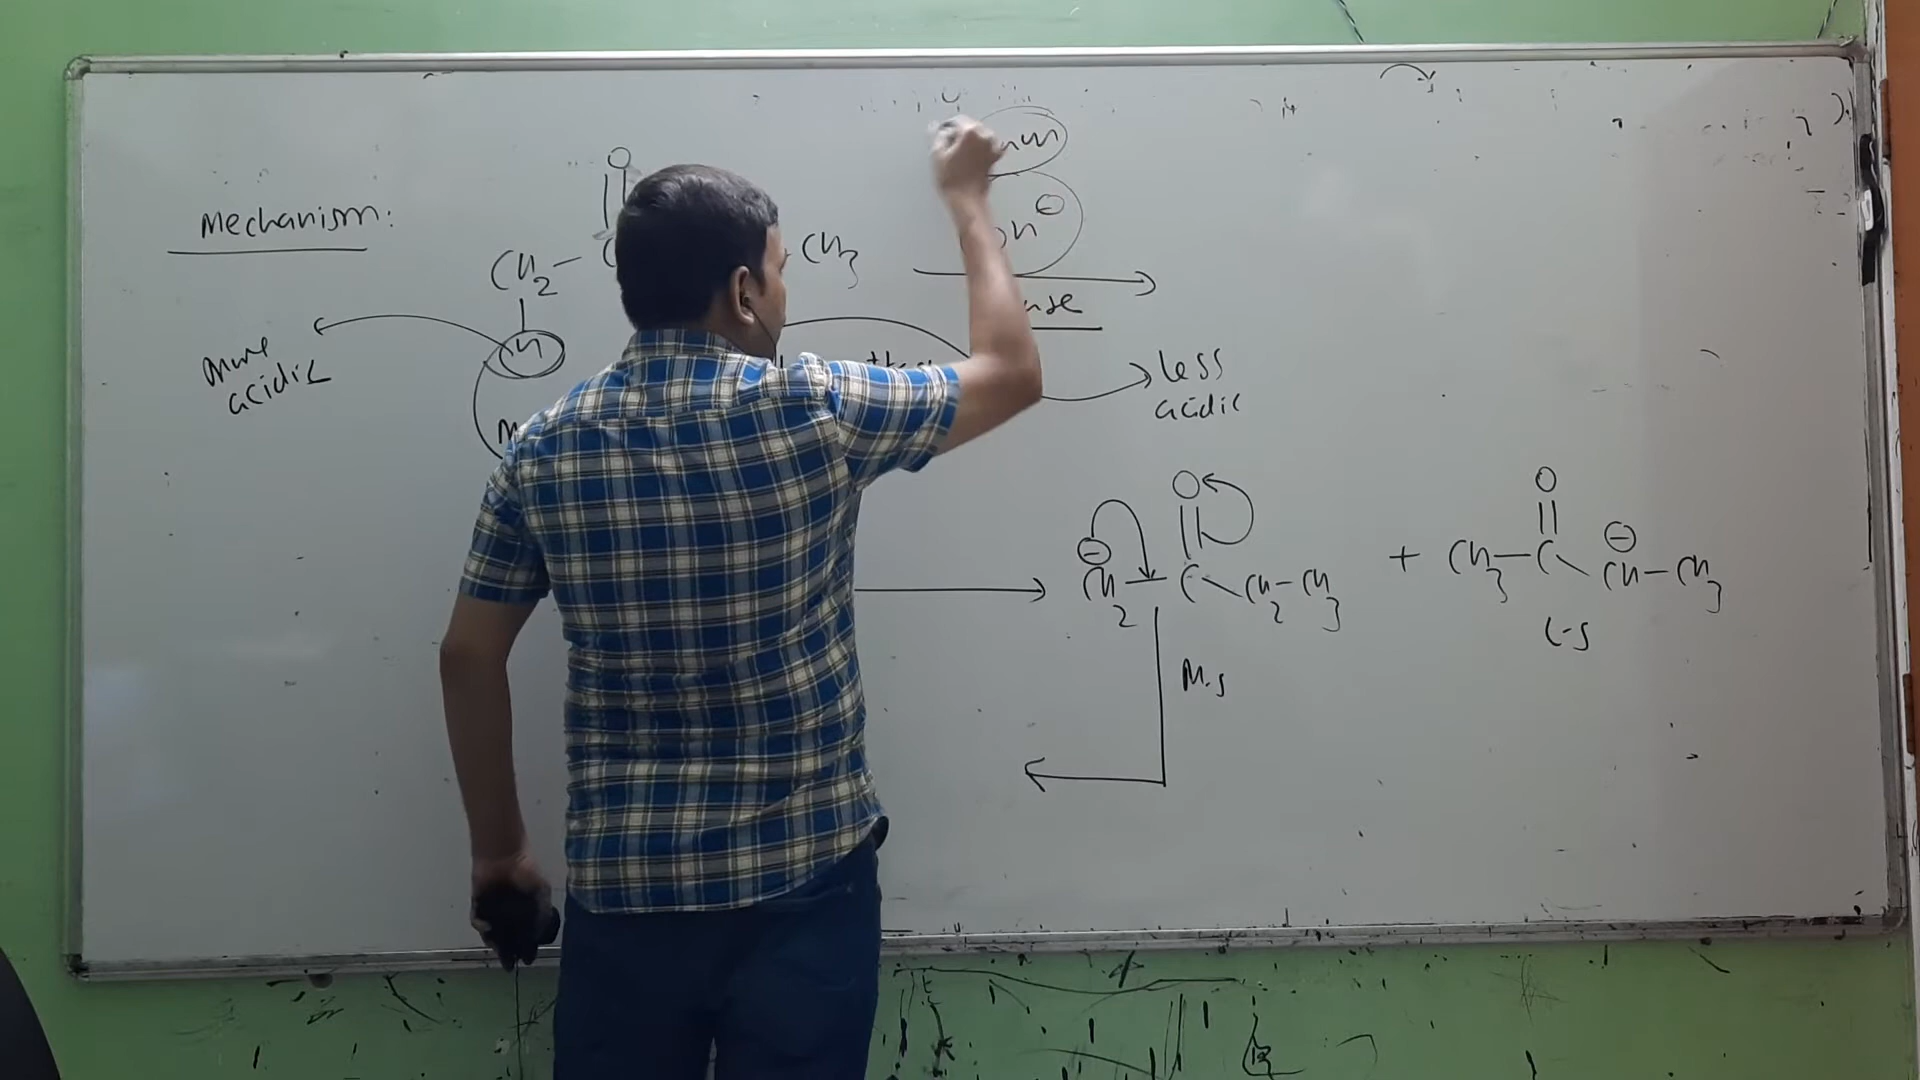 Mechanism:
O
CH2 – C CH3
OH⊖
H
more
acidic
less
acidic
O
⊖
CH2 – C CH2 – CH3
+
O
⊖
CH3 – C CH – CH3
L-S
M.S